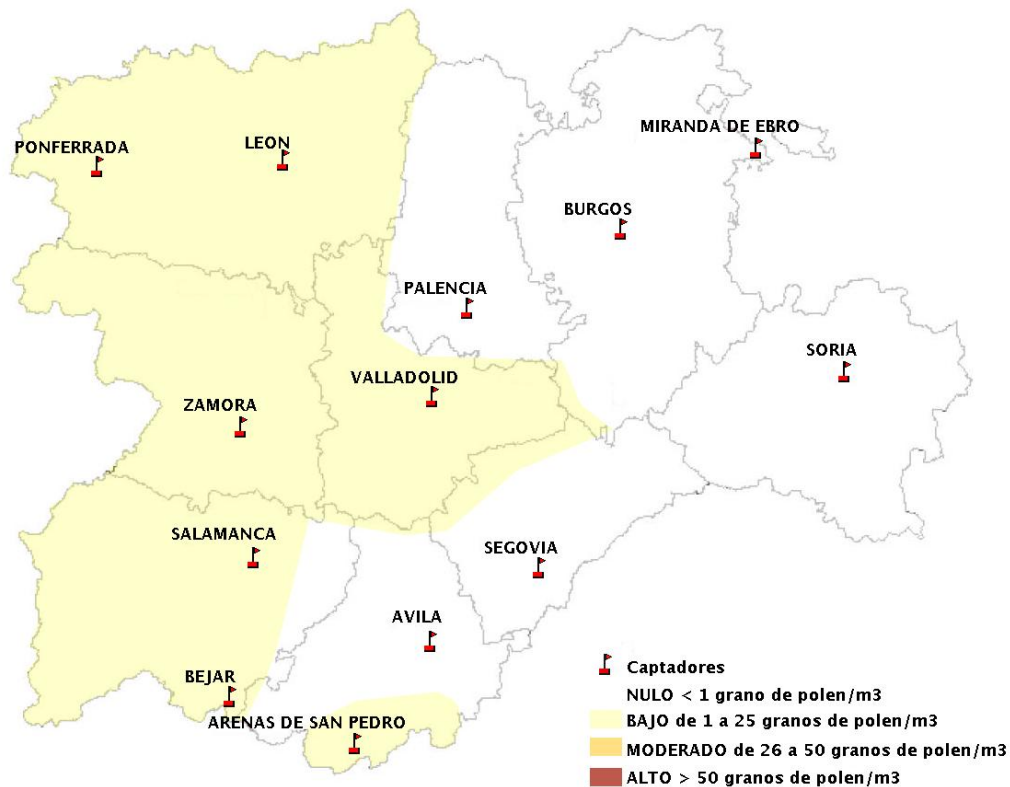 MIRANDA DE EBRO
PONFERRADA
LEON
BURGOS
PALENCIA
SORIA
VALLADOLID
ZAMORA
SALAMANCA
SEGOVIA
AVILA
BEJAR
ARENAS DE SAN PEDRO
Captadores
NULO < 1 grano de polen/m3
BAJO de 1 a 25 granos de polen/m3
MODERADO de 26 a 50 granos de polen/m3
ALTO > 50 granos de polen/m3